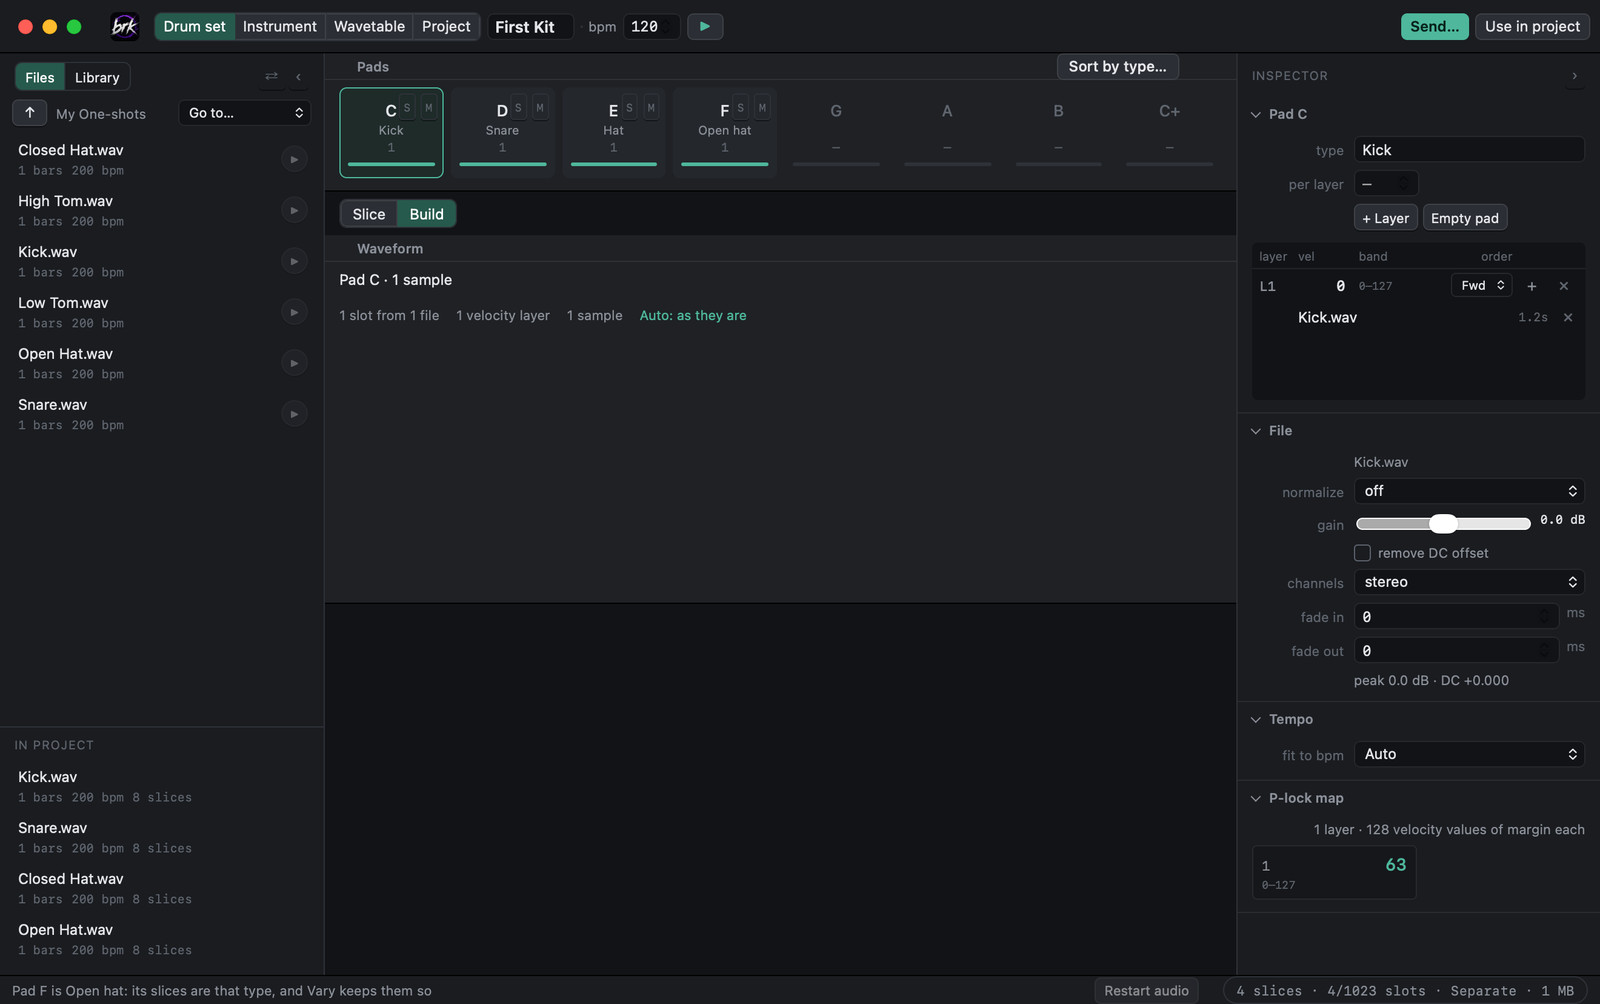 brk
Drum set Instrument Wavetable Project First Kit bpm 120 Send... Use in project
Files Library
My One-shots Go to...
Closed Hat.wav
1 bars 200 bpm
High Tom.wav
1 bars 200 bpm
Kick.wav
1 bars 200 bpm
Low Tom.wav
1 bars 200 bpm
Open Hat.wav
1 bars 200 bpm
Snare.wav
1 bars 200 bpm
IN PROJECT
Kick.wav
1 bars 200 bpm 8 slices
Snare.wav
1 bars 200 bpm 8 slices
Closed Hat.wav
1 bars 200 bpm 8 slices
Open Hat.wav
1 bars 200 bpm 8 slices
Pads Sort by type...
C S M D S M E S M F S M G A B C+
Kick Snare Hat Open hat
1 1 1 1 – – – –
Slice Build
Waveform
Pad C · 1 sample
1 slot from 1 file 1 velocity layer 1 sample Auto: as they are
INSPECTOR
Pad C
type Kick
per layer –
+ Layer Empty pad
layer vel band order
L1 0 0–127 Fwd + ×
Kick.wav 1.2s ×
File
Kick.wav
normalize off
gain 0.0 dB
remove DC offset
channels stereo
fade in 0 ms
fade out 0 ms
peak 0.0 dB · DC +0.000
Tempo
fit to bpm Auto
P-lock map
1 layer · 128 velocity values of margin each
1 63
0–127
Pad F is Open hat: its slices are that type, and Vary keeps them so Restart audio 4 slices · 4/1023 slots · Separate · 1 MB